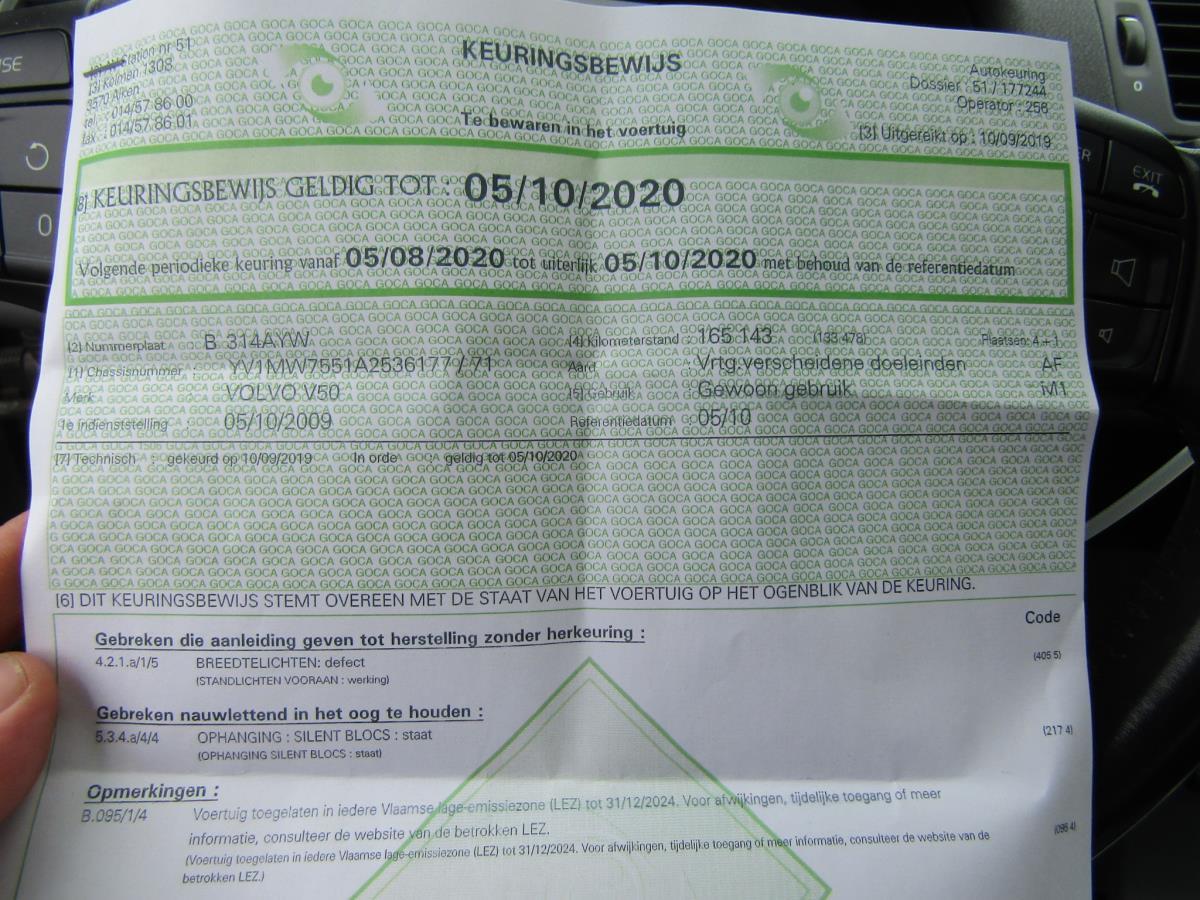 KEURINGSBEWIJS
Te bewaren in het voertuig
Station nr 51
[3] Kolmen 1308
3570 Alken
tel : 014/57 86 00
fax : 014/57.86 01
Autokeuring
Dossier : 51 / 177244
Operator : 256
[3] Uitgereikt op : 10/09/2019
8] KEURINGSBEWIJS GELDIG TOT : 05/10/2020
Volgende periodieke keuring vanaf 05/08/2020 tot uiterlijk 05/10/2020 met behoud van de referentiedatum
[2] Nummerplaat B 314AYW [4] Kilometerstand : 165 143 (133 478) Plaatsen: 4 + 1
[1] Chassisnummer : YV1MW7551A2536177 / 71 Aard : Vrtg.verscheidene doeleinden AF
Merk VOLVO V50 [5] Gebruik : Gewoon gebruik M1
1e indienststelling : 05/10/2009 Referentiedatum : 05/10
[7] Technisch : gekeurd op 10/09/2019 In orde : geldig tot 05/10/2020
[6] DIT KEURINGSBEWIJS STEMT OVEREEN MET DE STAAT VAN HET VOERTUIG OP HET OGENBLIK VAN DE KEURING.
Code
Gebreken die aanleiding geven tot herstelling zonder herkeuring :
4.2.1.a/1/5 BREEDTELICHTEN: defect (405 5)
(STANDLICHTEN VOORAAN : werking)
Gebreken nauwlettend in het oog te houden :
5.3.4.a/4/4 OPHANGING : SILENT BLOCS : staat (217 4)
(OPHANGING SILENT BLOCS : staat)
Opmerkingen :
B.095/1/4 Voertuig toegelaten in iedere Vlaamse lage-emissiezone (LEZ) tot 31/12/2024. Voor afwijkingen, tijdelijke toegang of meer
informatie, consulteer de website van de betrokken LEZ. (095 4)
(Voertuig toegelaten in iedere Vlaamse lage-emissiezone (LEZ) tot 31/12/2024. Voor afwijkingen, tijdelijke toegang of meer informatie, consulteer de website van de
betrokken LEZ.)
EXIT